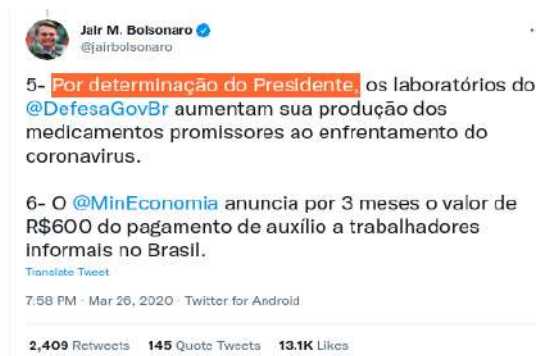 Jair M. Bolsonaro
@jairbolsonaro
5- Por determinação do Presidente, os laboratórios do
@DefesaGovBr aumentam sua produção dos
medicamentos promissores ao enfrentamento do
coronavirus.
6- O @MinEconomia anuncia por 3 meses o valor de
R$600 do pagamento de auxílio a trabalhadores
informais no Brasil.
Translate Tweet
7:58 PM · Mar 26, 2020 · Twitter for Android
2,409 Retweets 145 Quote Tweets 13.1K Likes